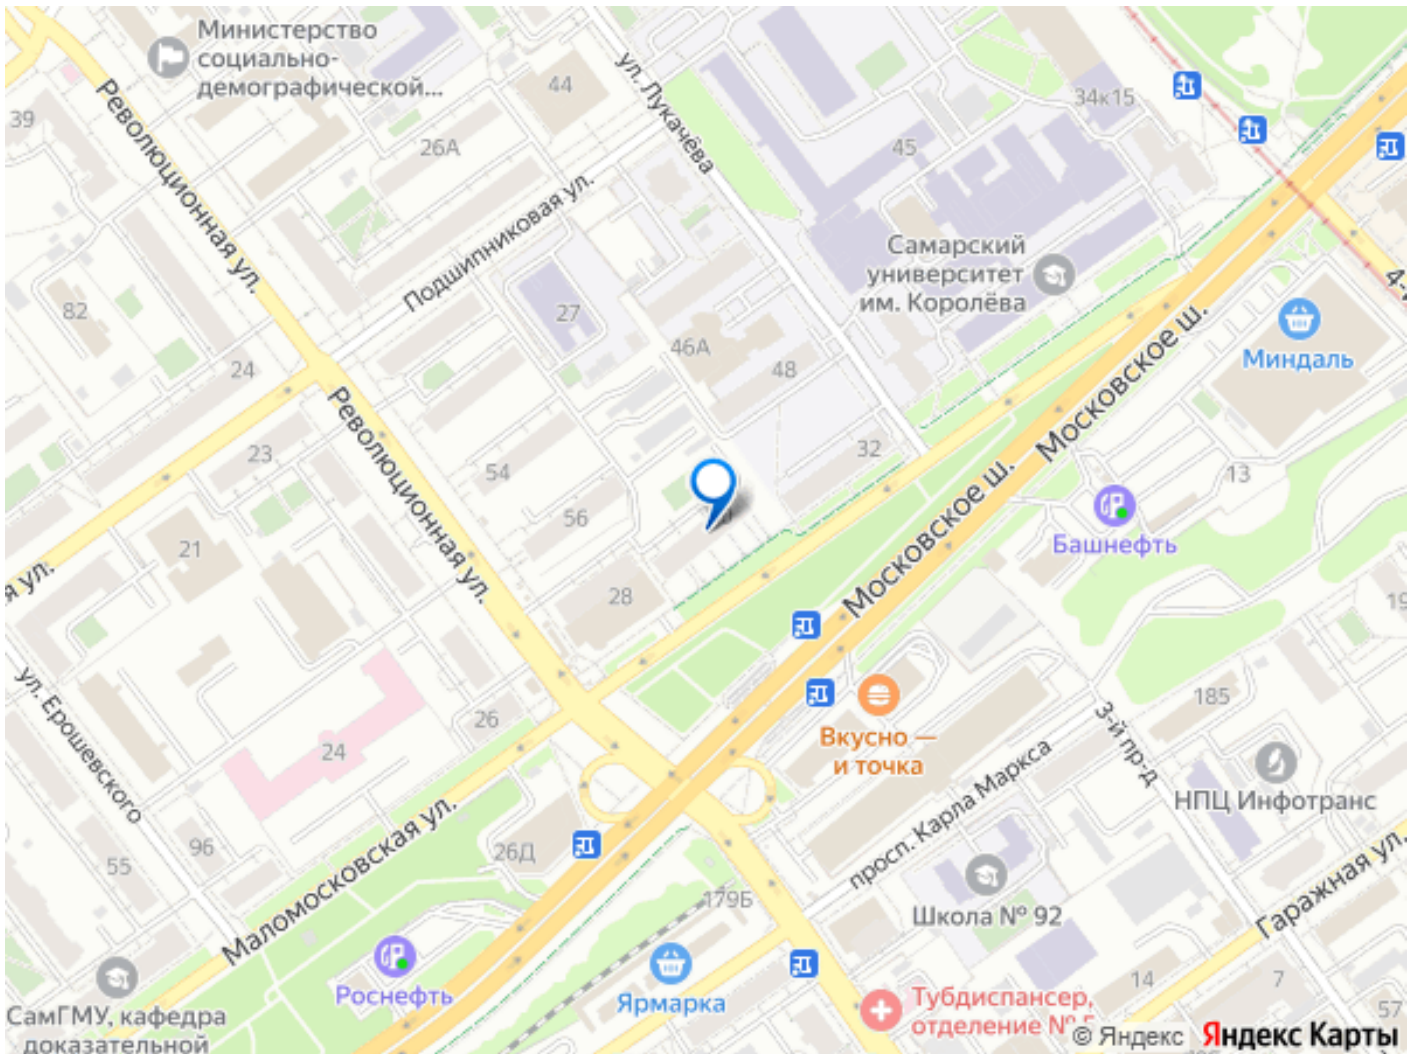 Министерство
социально-
демографической...
44
ул. Лукачёва
34к15
39
Революционная ул.
26А
45
Подшипниковая ул.
Самарский
университет
им. Королёва
4-й
82
27
46А
48
24
Московское ш.
Миндаль
Революционная ул.
23
54
56
32
Московское ш.
13
Башнефть
21
я ул.
28
19
ул. Ерошевского
24
26
Вкусно —
и точка
185
3-й пр-д
просп. Карла Маркса
НПЦ Инфотранс
55
96
Маломосковская ул.
26Д
179Б
Школа № 92
Гаражная ул.
Роснефть
Ярмарка
14
7
57
СамГМУ, кафедра
доказательной
Тубдиспансер,
отделение №
© Яндекс Яндекс Карты